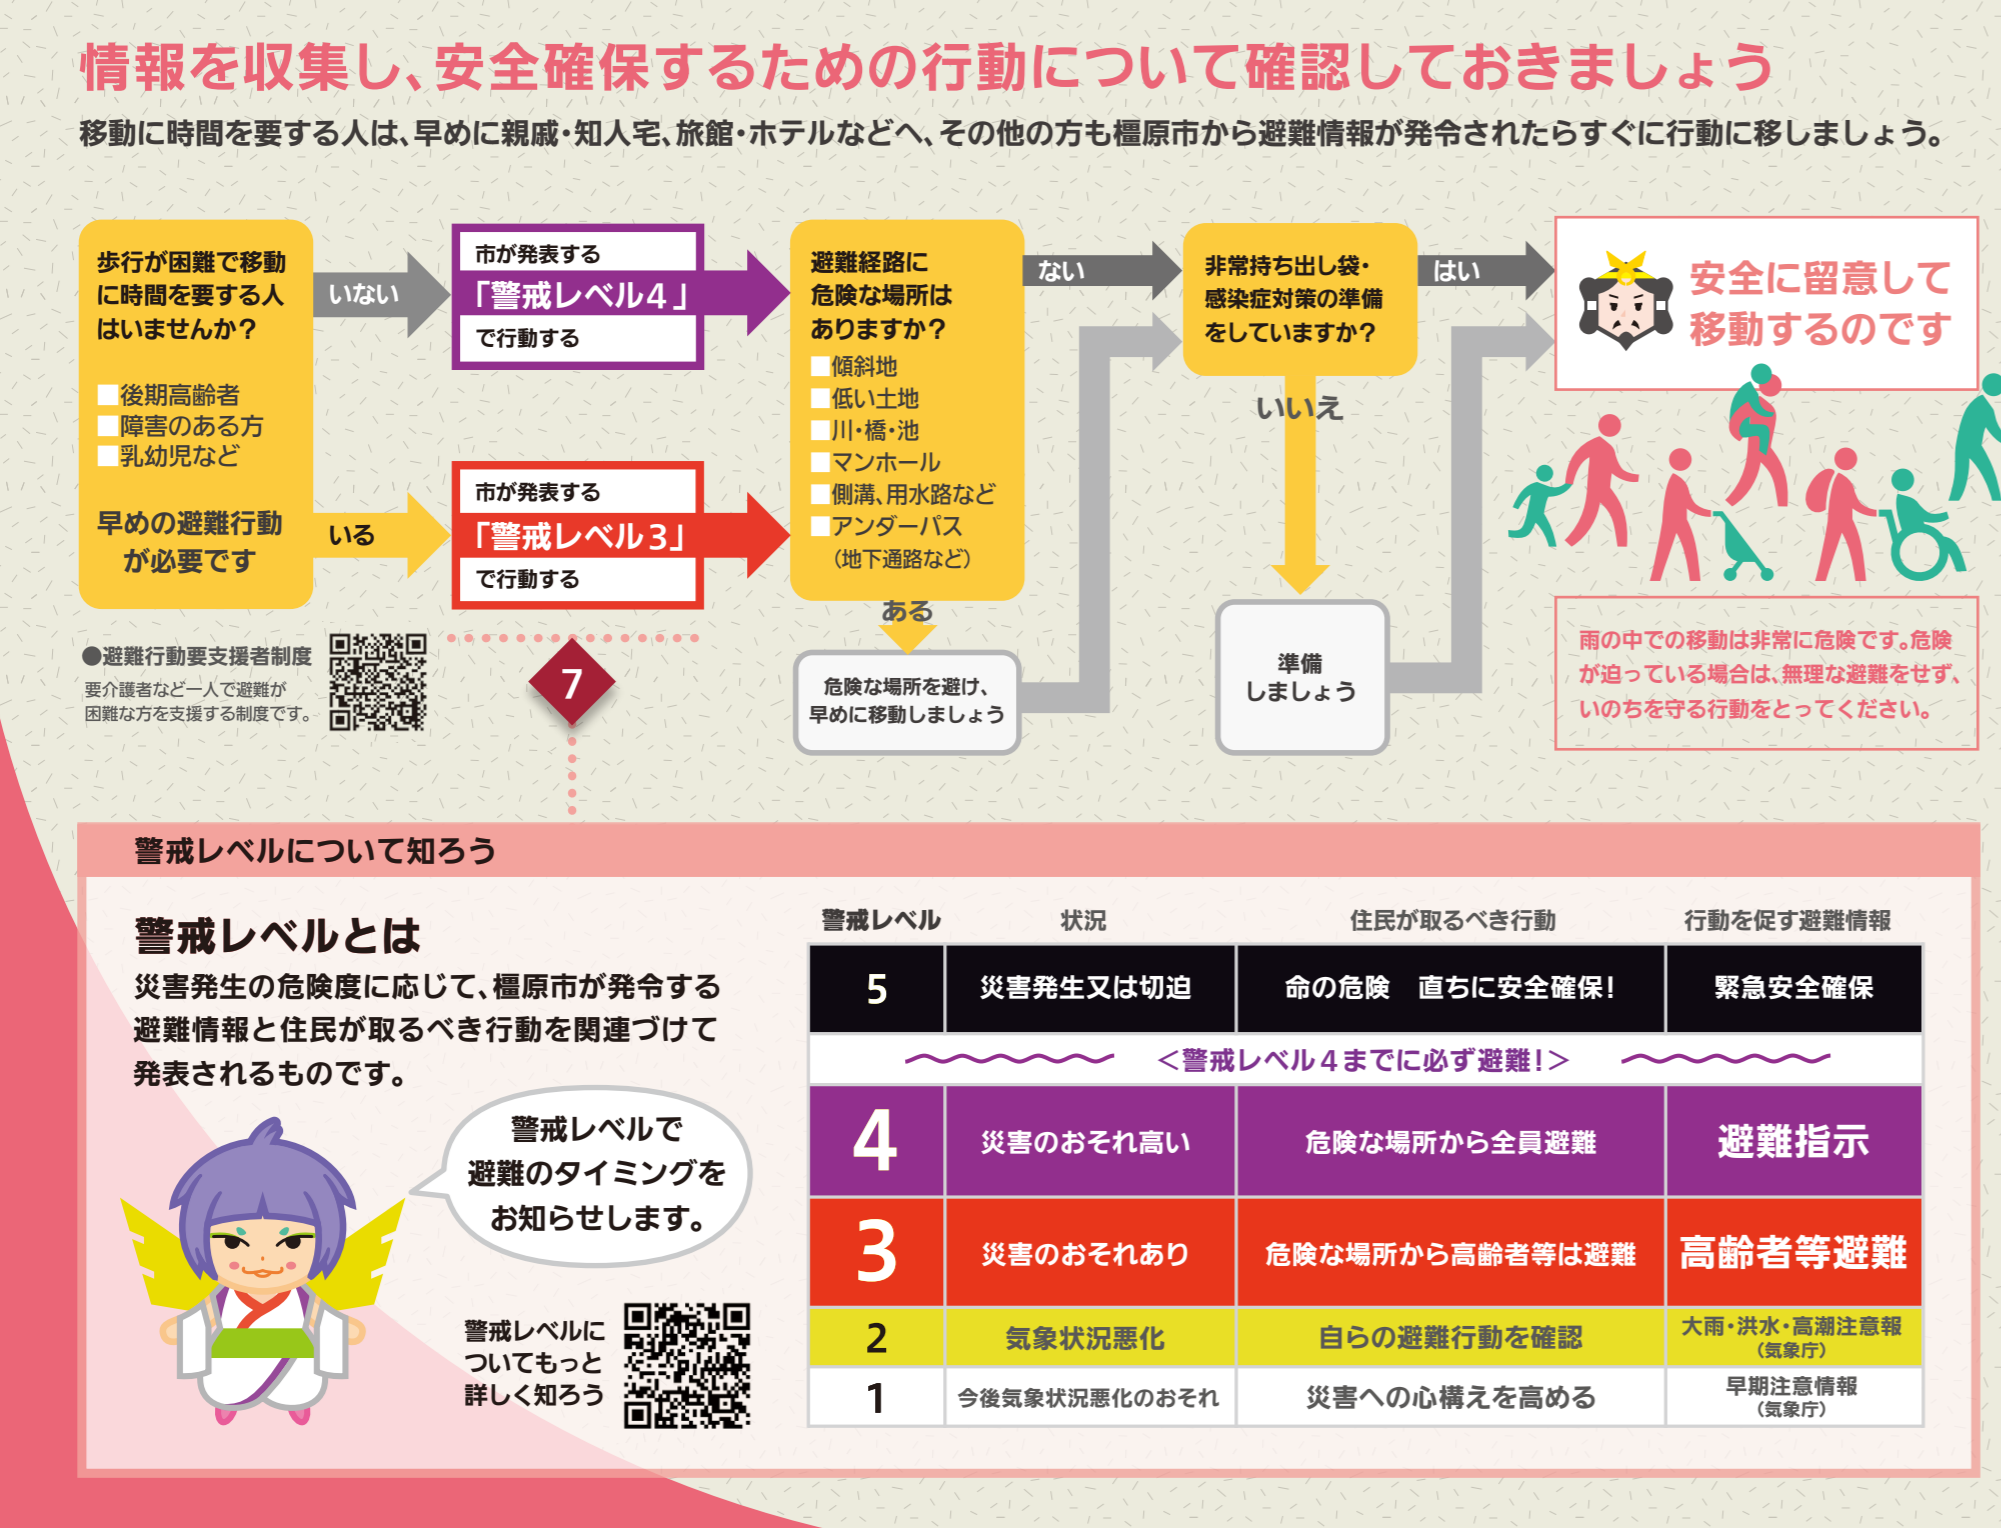 情報を収集し、安全確保するための行動について確認しておきましょう
移動に時間を要する人は、早めに親戚・知人宅、旅館・ホテルなどへ、その他の方も橿原市から避難情報が発令されたらすぐに行動に移しましょう。
歩行が困難で移動
に時間を要する人
はいませんか？
後期高齢者
障害のある方
乳幼児など
早めの避難行動
が必要です
いない
いる
市が発表する
「警戒レベル4」
で行動する
市が発表する
「警戒レベル3」
で行動する
避難経路に
危険な場所は
ありますか？
傾斜地
低い土地
川・橋・池
マンホール
側溝、用水路など
アンダーパス
（地下通路など）
ない
ある
危険な場所を避け、
早めに移動しましょう
非常持ち出し袋・
感染症対策の準備
をしていますか？
はい
いいえ
準備
しましょう
安全に留意して
移動するのです
雨の中での移動は非常に危険です。危険
が迫っている場合は、無理な避難をせず、
いのちを守る行動をとってください。
●避難行動要支援者制度
要介護者など一人で避難が
困難な方を支援する制度です。
7
警戒レベルについて知ろう
警戒レベルとは
災害発生の危険度に応じて、橿原市が発令する
避難情報と住民が取るべき行動を関連づけて
発表されるものです。
警戒レベルで
避難のタイミングを
お知らせします。
警戒レベルに
ついてもっと
詳しく知ろう
警戒レベル 状況 住民が取るべき行動 行動を促す避難情報
5 災害発生又は切迫 命の危険　直ちに安全確保！ 緊急安全確保
＜警戒レベル4までに必ず避難！＞
4 災害のおそれ高い 危険な場所から全員避難 避難指示
3 災害のおそれあり 危険な場所から高齢者等は避難 高齢者等避難
2 気象状況悪化 自らの避難行動を確認 大雨・洪水・高潮注意報
（気象庁）
1 今後気象状況悪化のおそれ 災害への心構えを高める 早期注意情報
（気象庁）